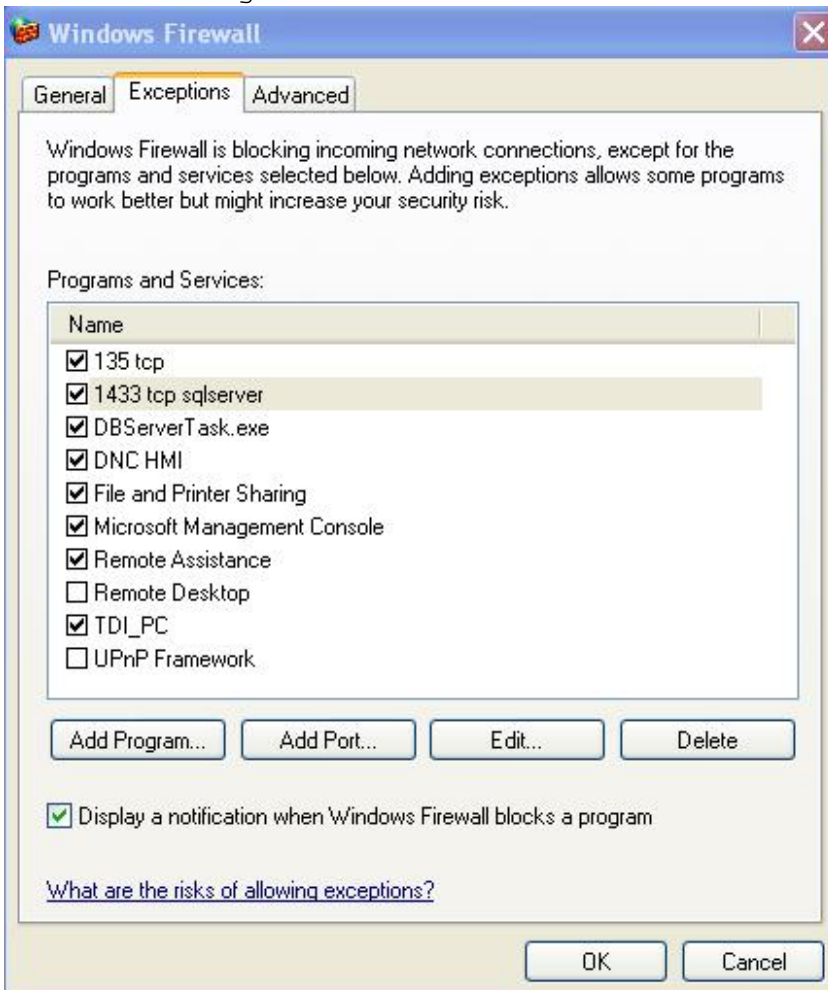 Windows Firewall
General Exceptions Advanced
Windows Firewall is blocking incoming network connections, except for the
programs and services selected below. Adding exceptions allows some programs
to work better but might increase your security risk.
Programs and Services:
Name
135 tcp
1433 tcp sqlserver
DBServerTask.exe
DNC HMI
File and Printer Sharing
Microsoft Management Console
Remote Assistance
Remote Desktop
TDI_PC
UPnP Framework
Add Program... Add Port... Edit... Delete
Display a notification when Windows Firewall blocks a program
What are the risks of allowing exceptions?
OK Cancel